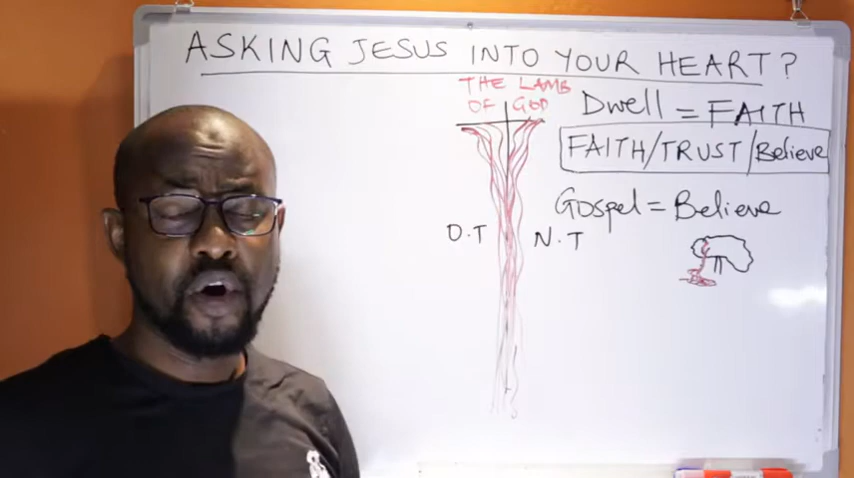 ASKING JESUS INTO YOUR HEART?
THE LAMB
OF GOD
Dwell = FAITH
FAITH/TRUST/Believe
Gospel = Believe
O.T
N.T